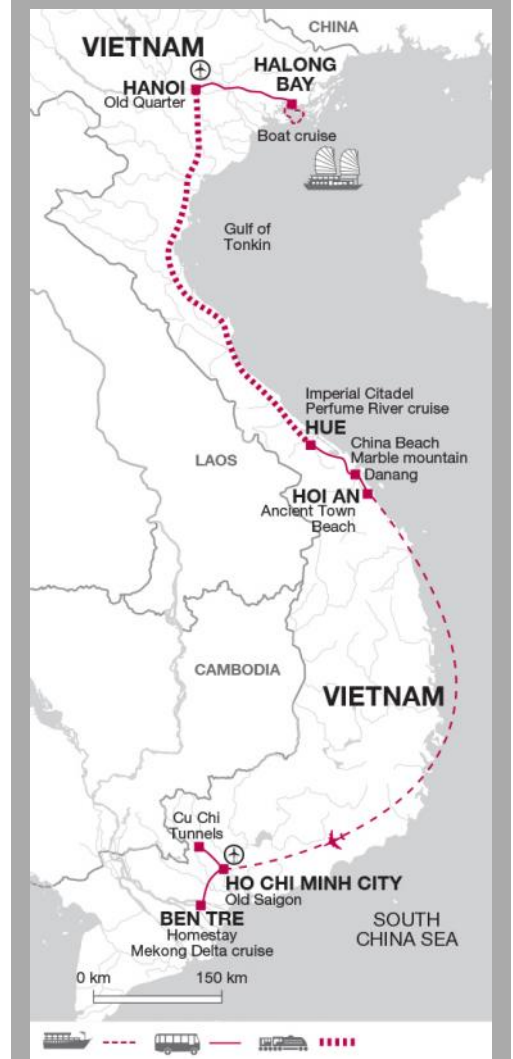 CHINA
VIETNAM
HALONG
BAY
HANOI
Old Quarter
Boat cruise
Gulf of
Tonkin
Imperial Citadel
Perfume River cruise
HUE
China Beach
Marble mountain
Danang
LAOS
HOI AN
Ancient Town
Beach
CAMBODIA
VIETNAM
Cu Chi
Tunnels
HO CHI MINH CITY
Old Saigon
BEN TRE
Homestay
Mekong Delta cruise
SOUTH
CHINA SEA
0 km 150 km